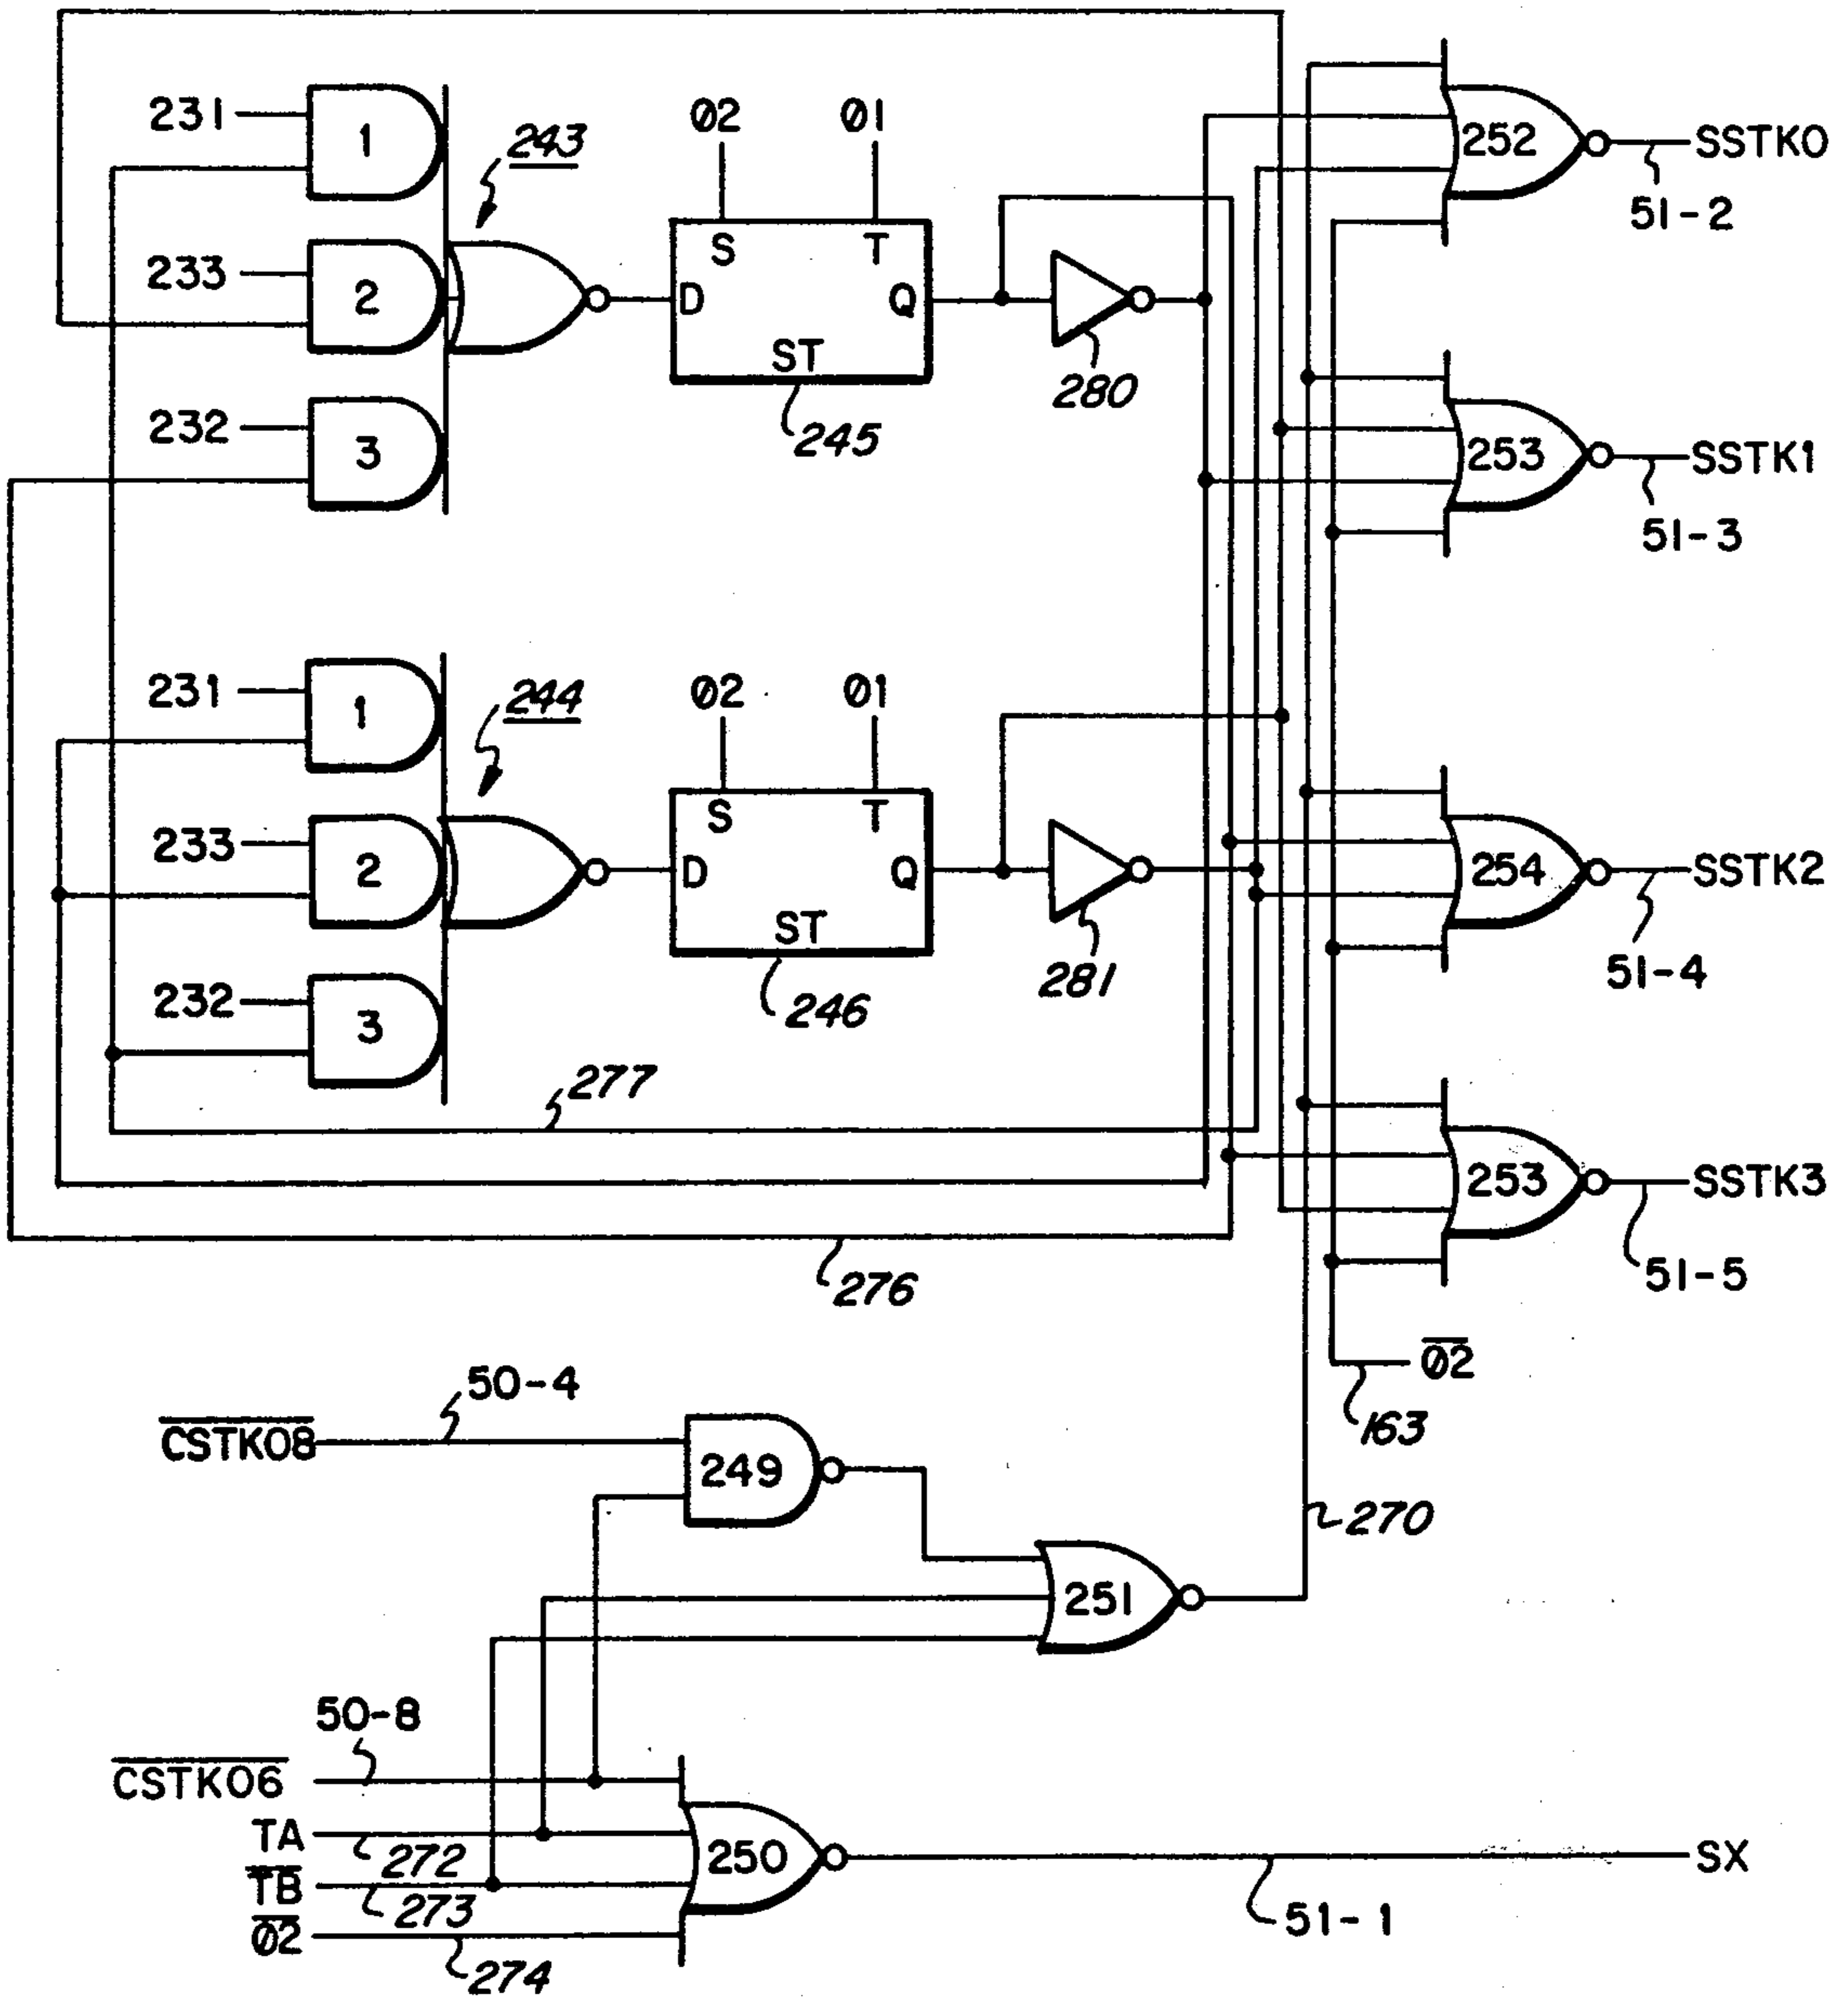 231
1
243
02
01
252
SSTK0
51-2
233
2
S
T
D
Q
ST
280
232
3
245
253
SSTK1
51-3
231
1
244
02
01
233
2
S
T
D
Q
ST
281
254
SSTK2
51-4
232
3
246
277
253
SSTK3
51-5
276
02
163
50-4
CSTK08
249
270
251
50-8
CSTK06
TA
272
250
SX
TB
273
51-1
02
274